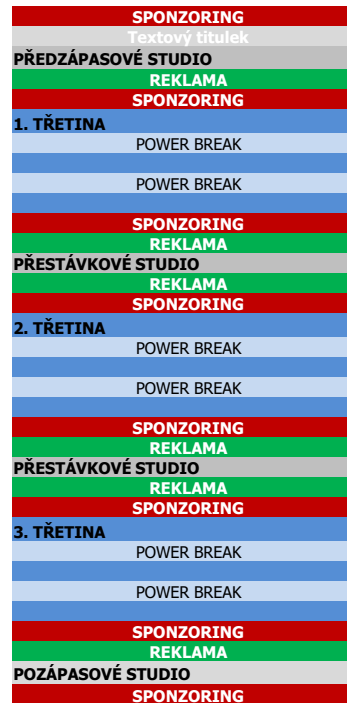 SPONZORING
Textový titulek
PŘEDZÁPASOVÉ STUDIO
REKLAMA
SPONZORING
1. TŘETINA
POWER BREAK
POWER BREAK
SPONZORING
REKLAMA
PŘESTÁVKOVÉ STUDIO
REKLAMA
SPONZORING
2. TŘETINA
POWER BREAK
POWER BREAK
SPONZORING
REKLAMA
PŘESTÁVKOVÉ STUDIO
REKLAMA
SPONZORING
3. TŘETINA
POWER BREAK
POWER BREAK
SPONZORING
REKLAMA
POZÁPASOVÉ STUDIO
SPONZORING